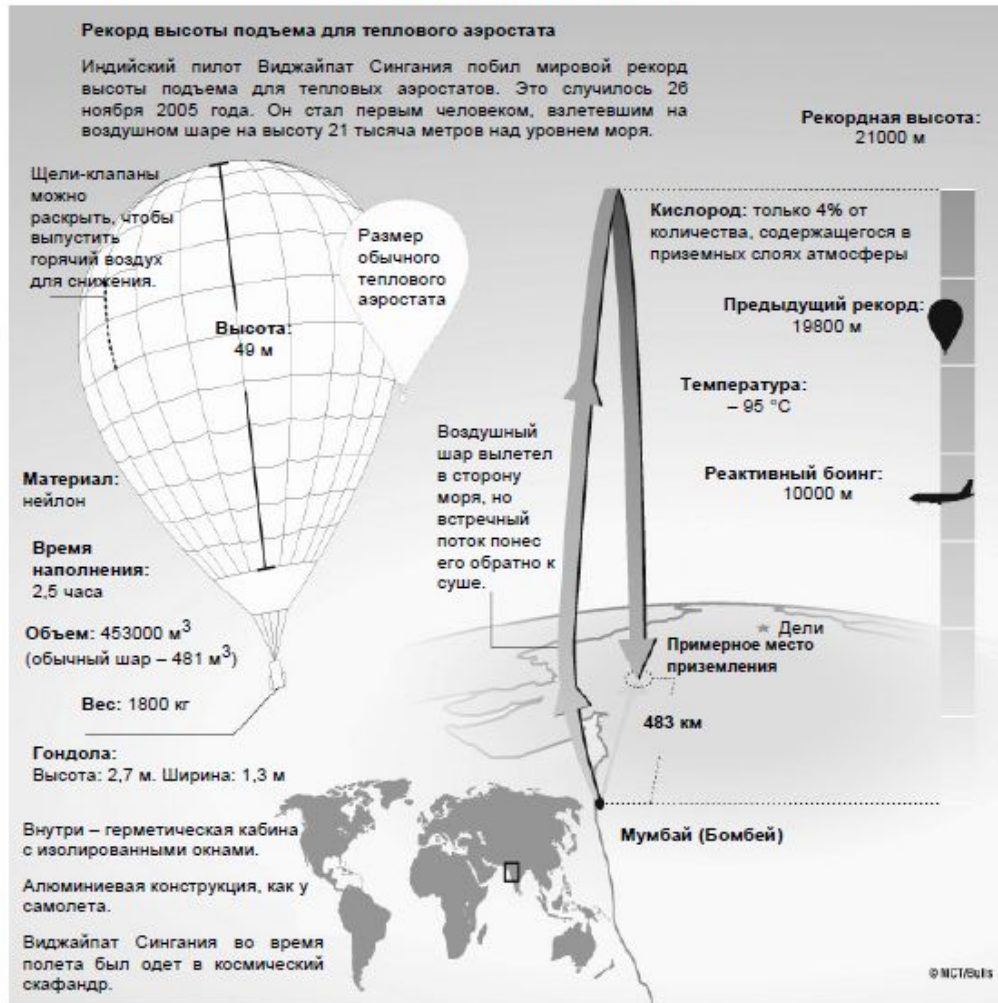 Рекорд высоты подъема для теплового аэростата
Индийский пилот Виджайпат Сингания побил мировой рекорд
высоты подъема для тепловых аэростатов. Это случилось 26
ноября 2005 года. Он стал первым человеком, взлетевшим на
воздушном шаре на высоту 21 тысяча метров над уровнем моря.
Рекордная высота:
21000 м
Щели-клапаны
можно
раскрыть, чтобы
выпустить
горячий воздух
для снижения.
Размер
обычного
теплового
аэростата
Высота:
49 м
Кислород: только 4% от
количества, содержащегося в
приземных слоях атмосферы
Предыдущий рекорд:
19800 м
Температура:
– 95 °C
Реактивный боинг:
10000 м
Воздушный
шар вылетел
в сторону
моря, но
встречный
поток понес
его обратно к
суше.
Материал:
нейлон
Время
наполнения:
2,5 часа
Объем: 453000 м³
(обычный шар – 481 м³)
Вес: 1800 кг
Дели
Примерное место
приземления
483 км
Гондола:
Высота: 2,7 м. Ширина: 1,3 м
Мумбай (Бомбей)
Внутри – герметическая кабина
с изолированными окнами.
Алюминиевая конструкция, как у
самолета.
Виджайпат Сингания во время
полета был одет в космический
скафандр.
© MCT/Bulls